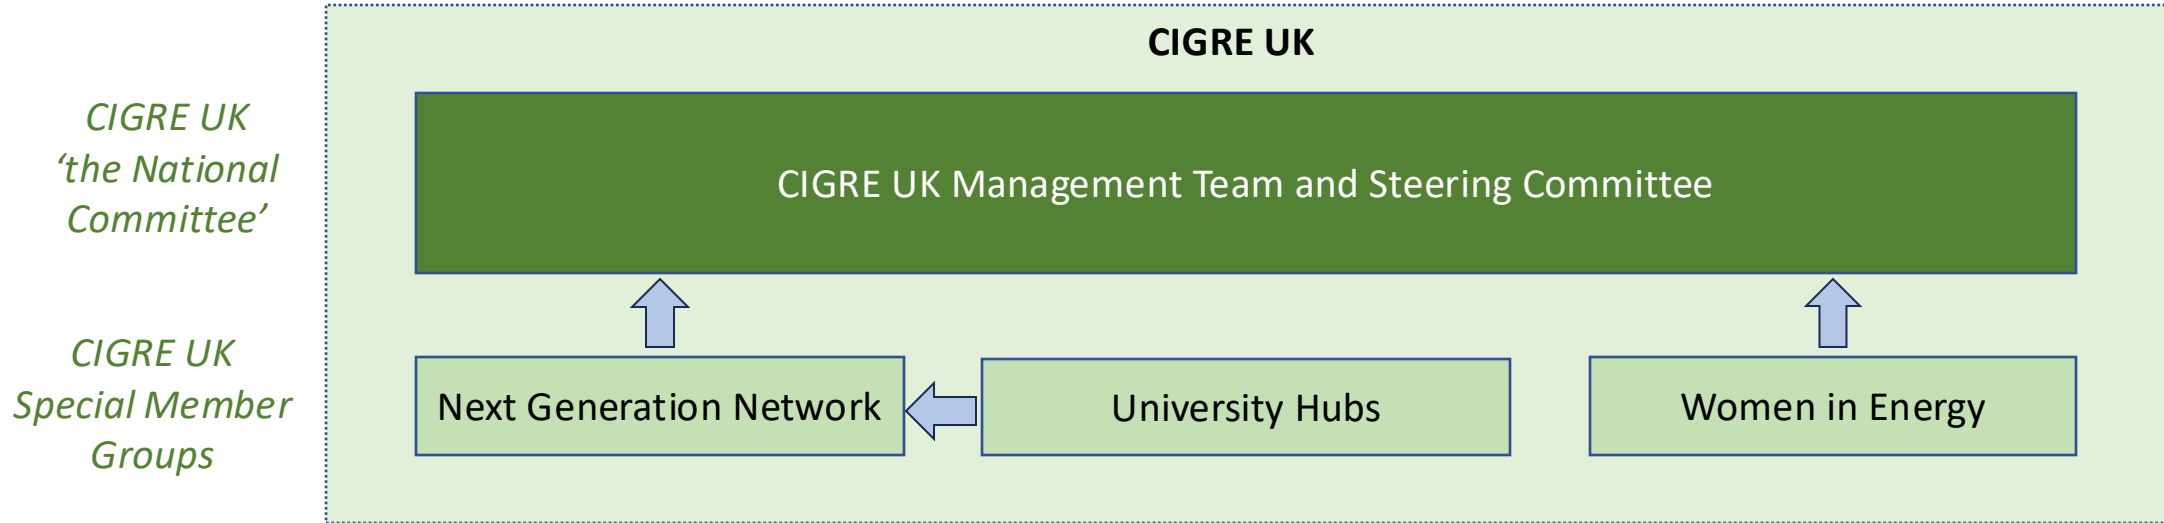 CIGRE UK
CIGRE UK
‘the National
Committee’
CIGRE UK Management Team and Steering Committee
CIGRE UK
Special Member
Groups
Next Generation Network
University Hubs
Women in Energy